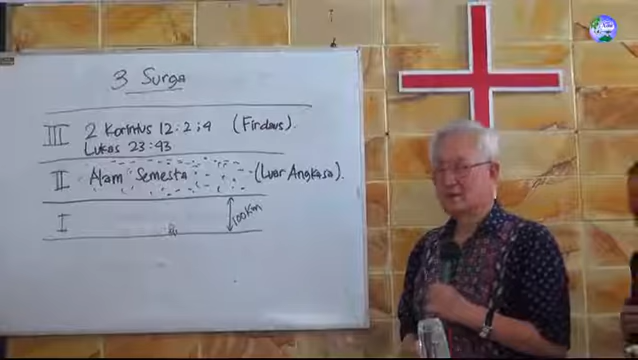 3 Surga
III 2 Korintus 12:2;4 (Firdaus).
Lukas 23:43
II Alam Semesta (Luar Angkasa).
I 100 Km